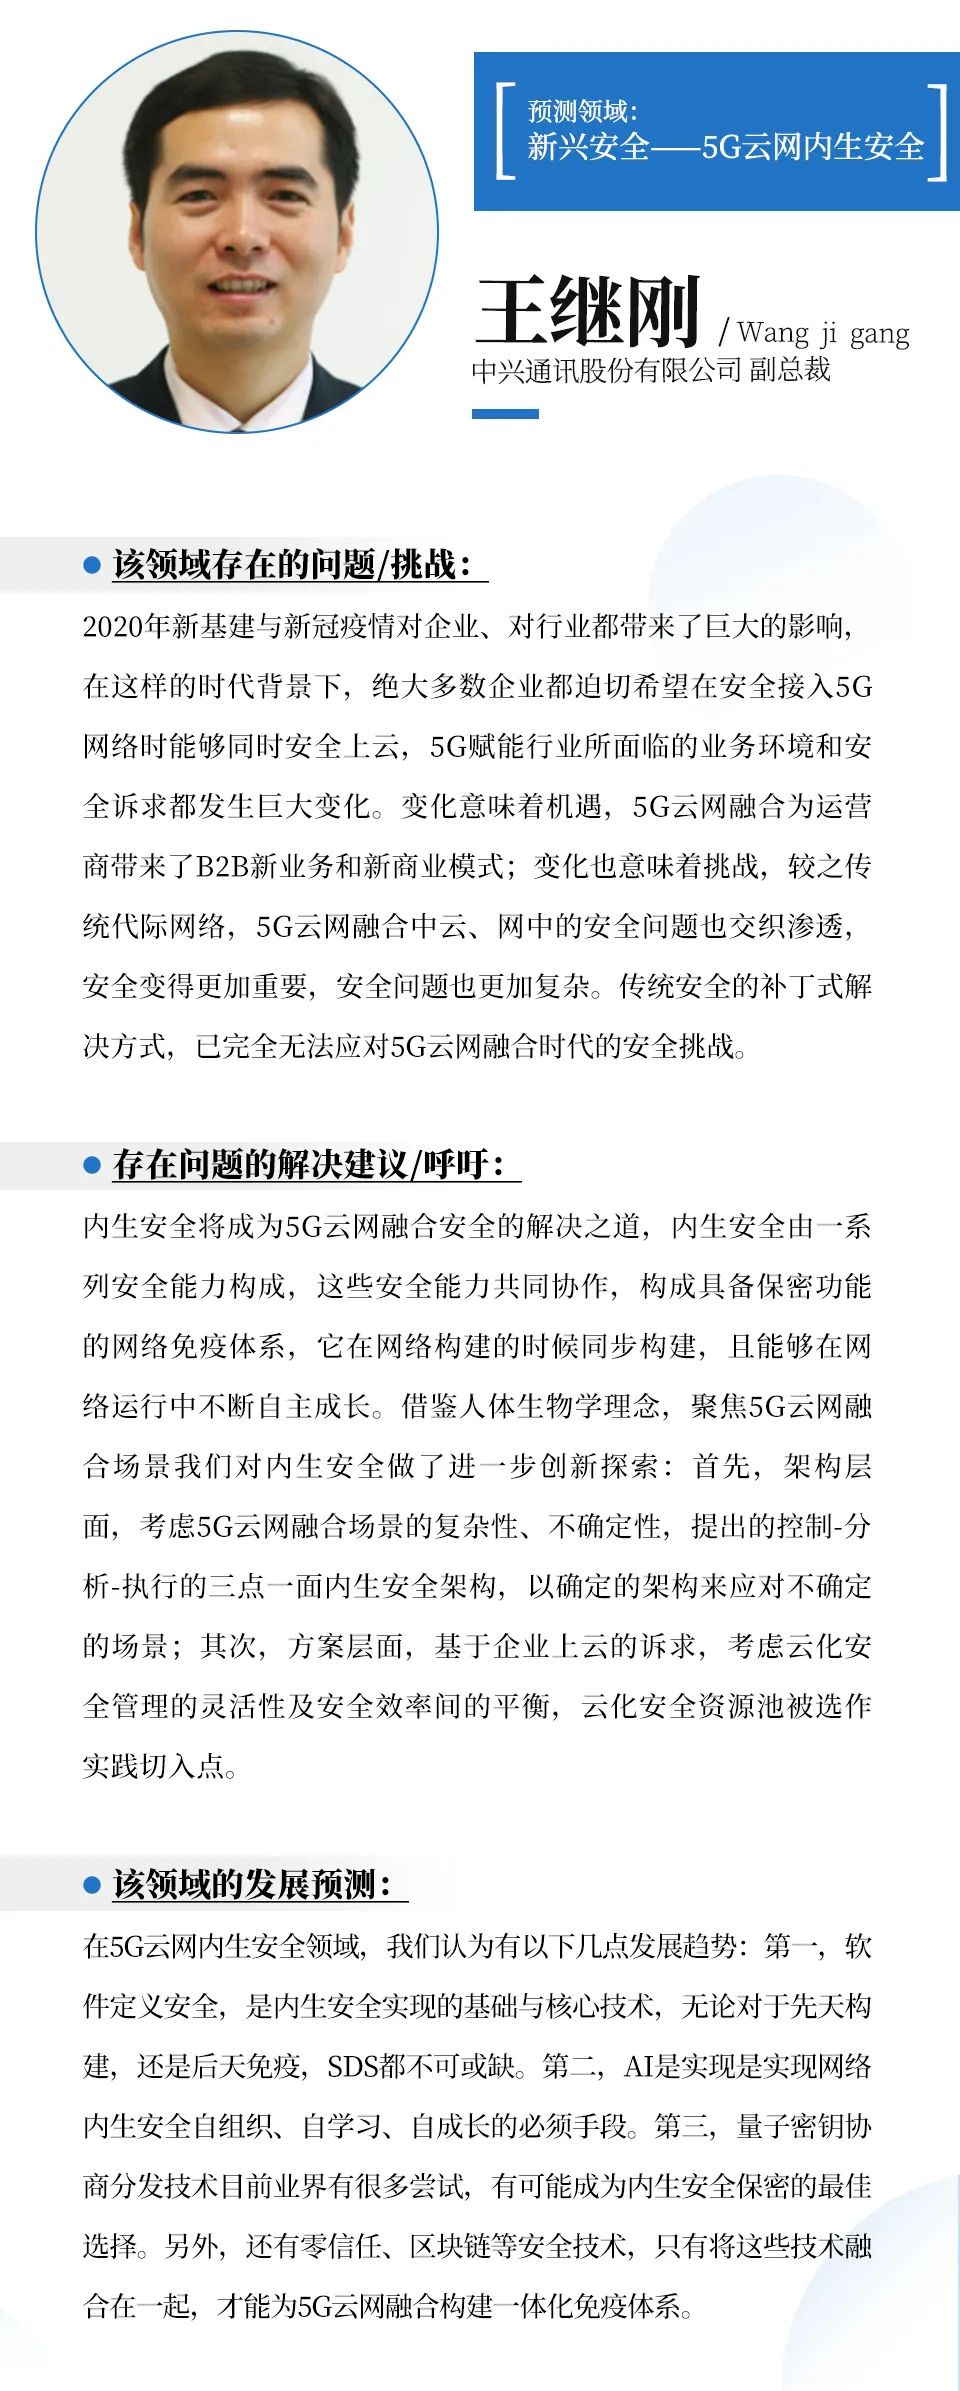 预测领域：
新兴安全——5G云网内生安全
王继刚 / Wang ji gang
中兴通讯股份有限公司 副总裁
该领域存在的问题/挑战：
2020年新基建与新冠疫情对企业、对行业都带来了巨大的影响，
在这样的时代背景下，绝大多数企业都迫切希望在安全接入5G
网络时能够同时安全上云，5G赋能行业所面临的业务环境和安
全诉求都发生巨大变化。变化意味着机遇，5G云网融合为运营
商带来了B2B新业务和新商业模式；变化也意味着挑战，较之传
统代际网络，5G云网融合中云、网中的安全问题也交织渗透，
安全变得更加重要，安全问题也更加复杂。传统安全的补丁式解
决方式，已完全无法应对5G云网融合时代的安全挑战。
存在问题的解决建议/呼吁：
内生安全将成为5G云网融合安全的解决之道，内生安全由一系
列安全能力构成，这些安全能力共同协作，构成具备保密功能
的网络免疫体系，它在网络构建的时候同步构建，且能够在网
络运行中不断自主成长。借鉴人体生物学理念，聚焦5G云网融
合场景我们对内生安全做了进一步创新探索：首先，架构层
面，考虑5G云网融合场景的复杂性、不确定性，提出的控制-分
析-执行的三点一面内生安全架构，以确定的架构来应对不确定
的场景；其次，方案层面，基于企业上云的诉求，考虑云化安
全管理的灵活性及安全效率间的平衡，云化安全资源池被选作
实践切入点。
该领域的发展预测：
在5G云网内生安全领域，我们认为有以下几点发展趋势：第一，软
件定义安全，是内生安全实现的基础与核心技术，无论对于先天构
建，还是后天免疫，SDS都不可或缺。第二，AI是实现是实现网络
内生安全自组织、自学习、自成长的必须手段。第三，量子密钥协
商分发技术目前业界有很多尝试，有可能成为内生安全保密的最佳
选择。另外，还有零信任、区块链等安全技术，只有将这些技术融
合在一起，才能为5G云网融合构建一体化免疫体系。